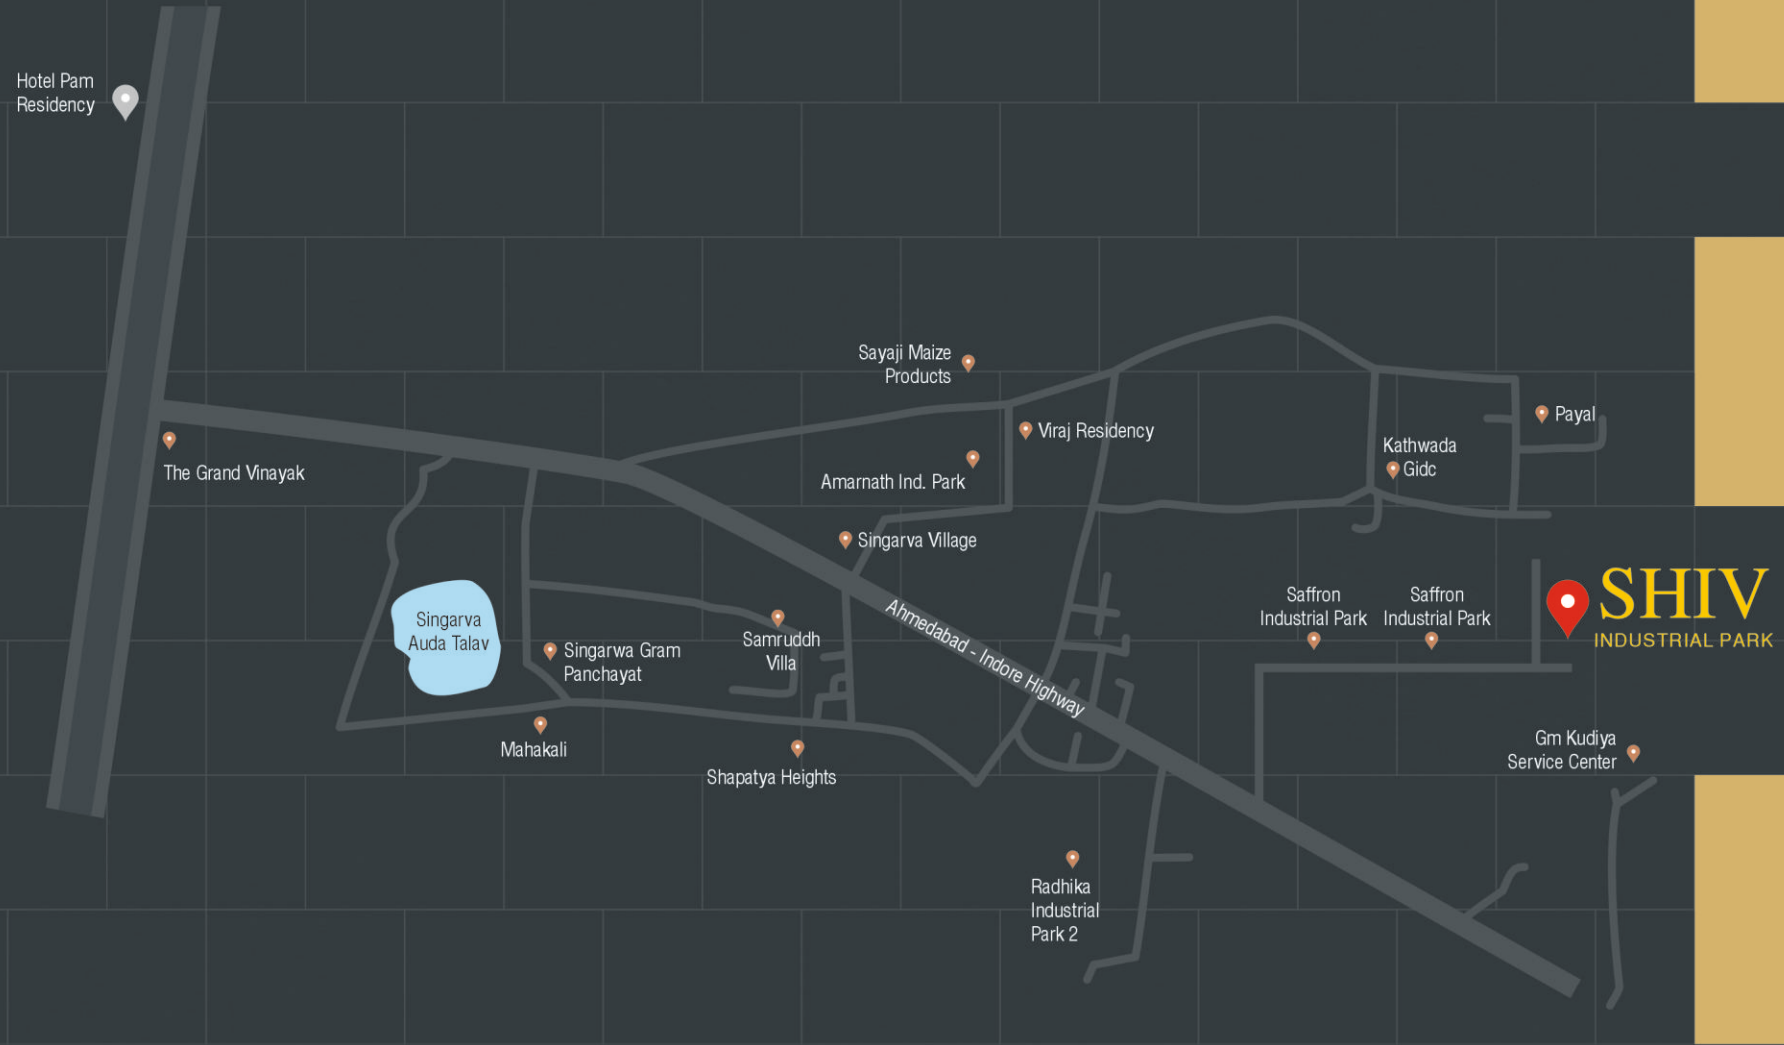 Hotel Pam
Residency
Sayaji Maize
Products
Viraj Residency
Payal
Kathwada
Gidc
The Grand Vinayak
Amarnath Ind. Park
Singarva Village
SHIV
INDUSTRIAL PARK
Saffron
Industrial Park
Saffron
Industrial Park
Singarva
Auda Talav
Ahmedabad - Indore Highway
Samruddh
Villa
Singarwa Gram
Panchayat
Mahakali
Shapatya Heights
Gm Kudiya
Service Center
Radhika
Industrial
Park 2